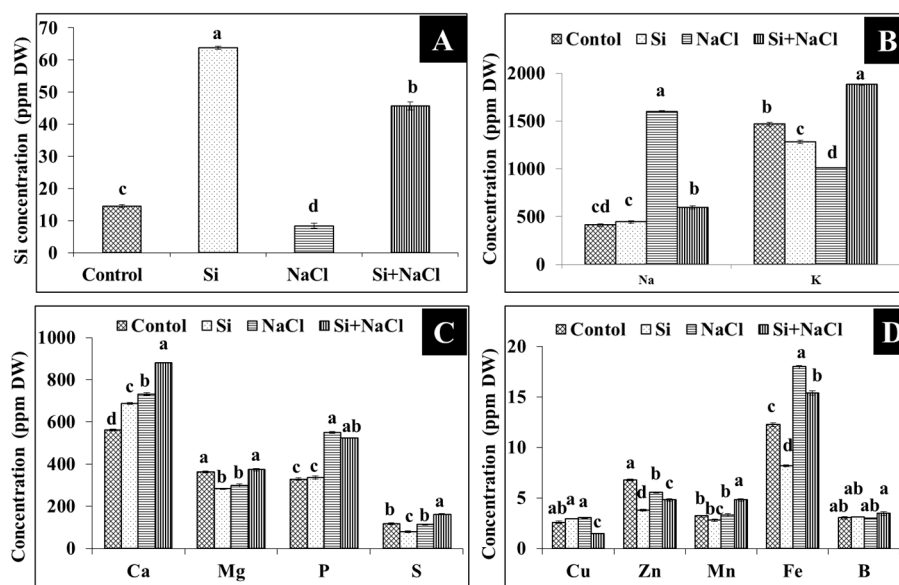 A
Si concentration (ppm DW)
70
60
50
40
30
20
10
0
c
a
d
b
Control Si NaCl Si+NaCl
B
Contol Si NaCl Si+NaCl
Concentration (ppm DW)
2000
1500
1000
500
0
cd c a b
b c d a
Na K
C
Contol Si NaCl Si+NaCl
Concentration (ppm DW)
1000
800
600
400
200
0
d c b a
a b b a
c c a ab
b c b a
Ca Mg P S
D
Contol Si NaCl Si+NaCl
Concentration (ppm DW)
20
15
10
5
0
ab a a c
a d b c
b bc b a
c d a b
ab ab ab a
Cu Zn Mn Fe B